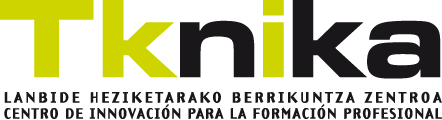 Tknika
LANBIDE HEZIKETARAKO BERRIKUNTZA ZENTROA
CENTRO DE INNOVACIÓN PARA LA FORMACIÓN PROFESIONAL